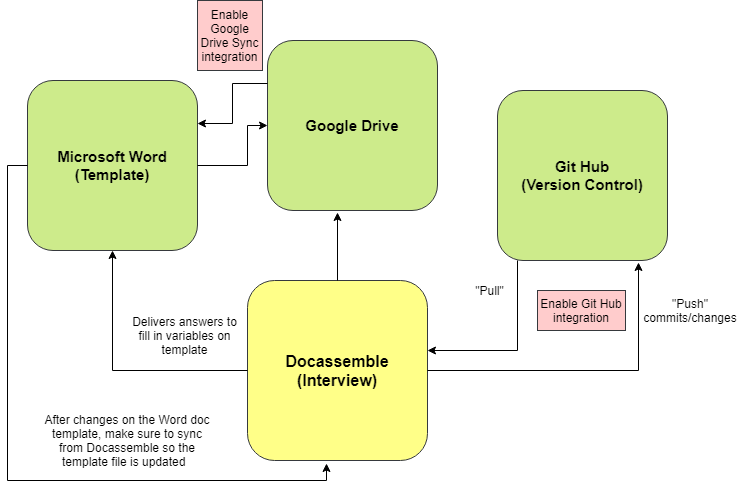 Enable
Google
Drive Sync
integration
Google Drive
Microsoft Word
(Template)
Git Hub
(Version Control)
"Pull"
Enable Git Hub
integration
"Push"
commits/changes
Delivers answers to
fill in variables on
template
Docassemble
(Interview)
After changes on the Word doc
template, make sure to sync
from Docassemble so the
template file is updated